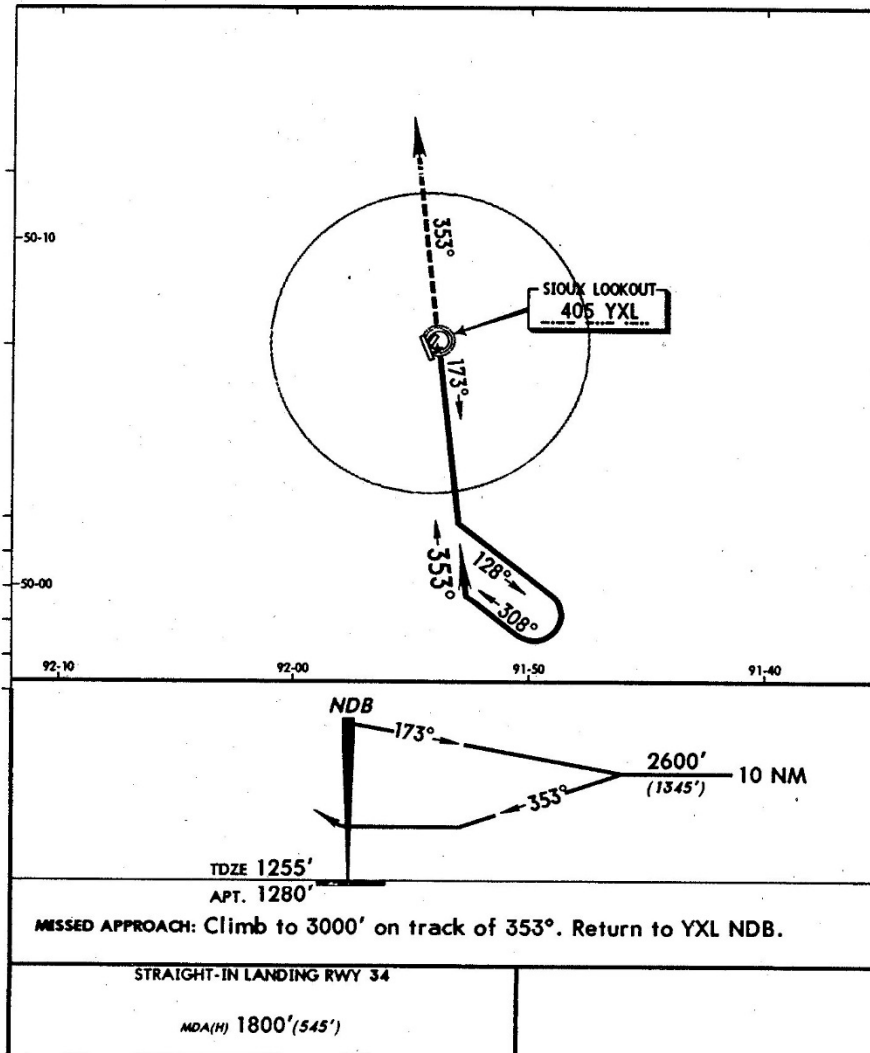 353°
50-10
SIOUX LOOKOUT
405 YXL
173°
353°
128°
308°
50-00
92-10
92-00
91-50
91-40
NDB
173°
2600'
(1345')
10 NM
353°
TDZE 1255'
APT. 1280'
MISSED APPROACH: Climb to 3000' on track of 353°. Return to YXL NDB.
STRAIGHT-IN LANDING RWY 34
MDA(H) 1800'(545')